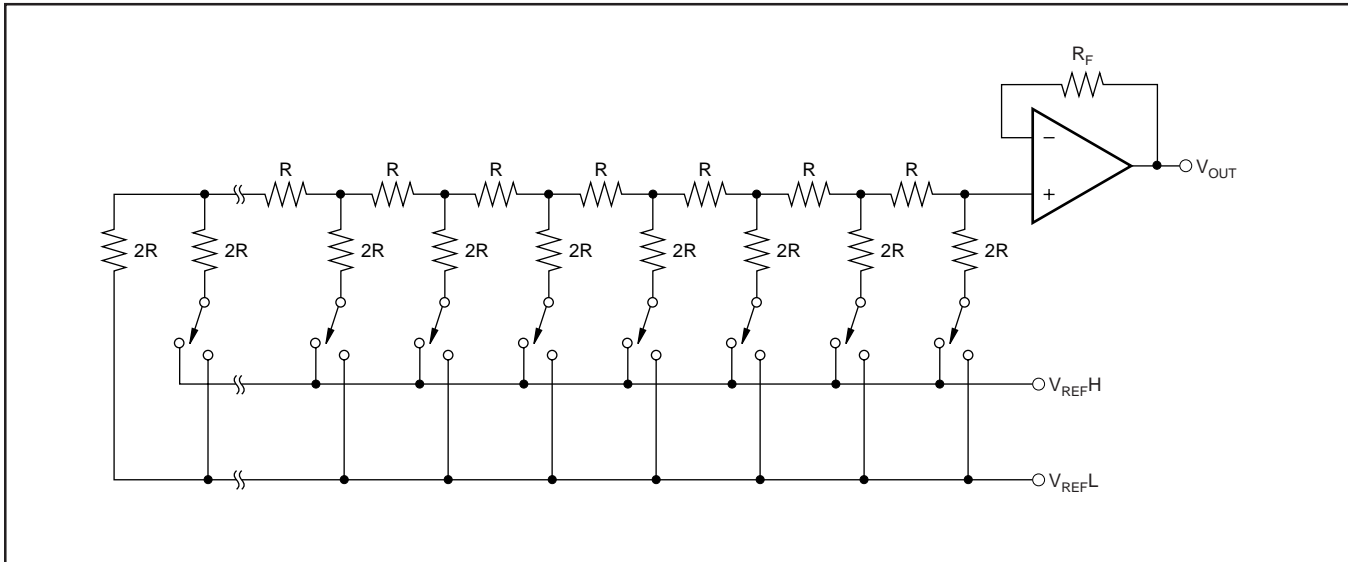 R_F
−
+
V_OUT
R R R R R R R
2R 2R 2R 2R 2R 2R 2R 2R 2R
V_REFH
V_REFL